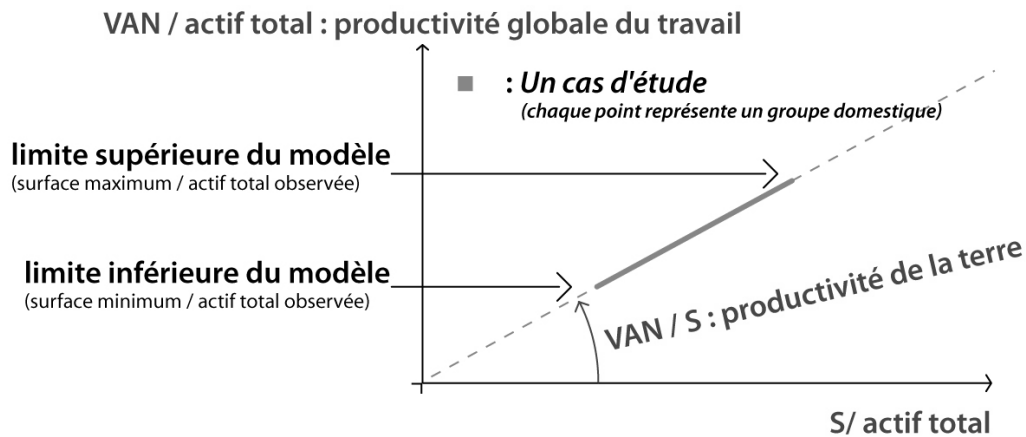 VAN / actif total : productivité globale du travail
: Un cas d'étude
(chaque point représente un groupe domestique)
limite supérieure du modèle
(surface maximum / actif total observée)
limite inférieure du modèle
(surface minimum / actif total observée)
VAN / S : productivité de la terre
S/ actif total